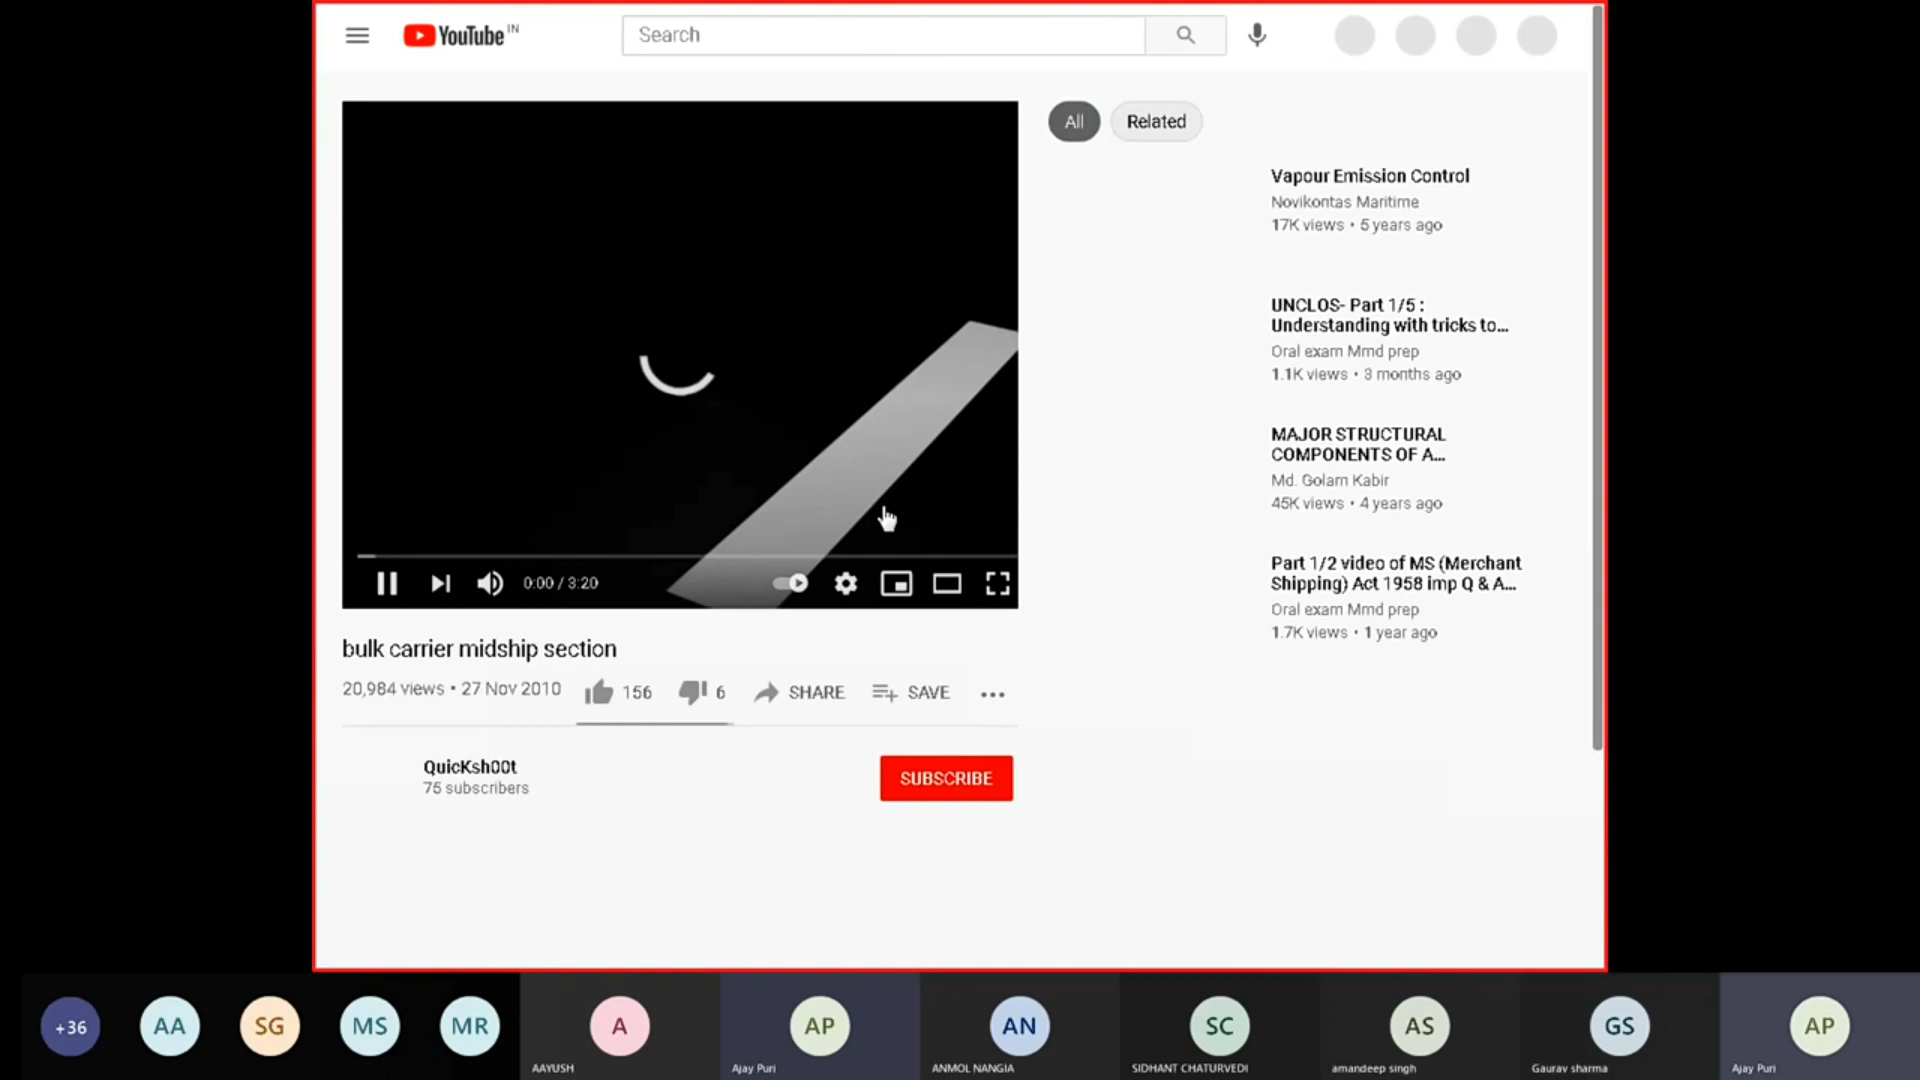 YouTube IN
Search
All
Related
Vapour Emission Control
Novikontas Maritime
17K views • 5 years ago
UNCLOS- Part 1/5 :
Understanding with tricks to...
Oral exam Mmd prep
1.1K views • 3 months ago
MAJOR STRUCTURAL
COMPONENTS OF A...
Md. Golam Kabir
45K views • 4 years ago
Part 1/2 video of MS (Merchant
Shipping) Act 1958 imp Q & A...
Oral exam Mmd prep
1.7K views • 1 year ago
0:00 / 3:20
bulk carrier midship section
20,984 views • 27 Nov 2010
156
6
SHARE
SAVE
QuicKsh00t
75 subscribers
SUBSCRIBE
+36
AA
SG
MS
MR
A
AAYUSH
AP
Ajay Puri
AN
ANMOL NANGIA
SC
SIDHANT CHATURVEDI
AS
amandeep singh
GS
Gaurav sharma
AP
Ajay Puri